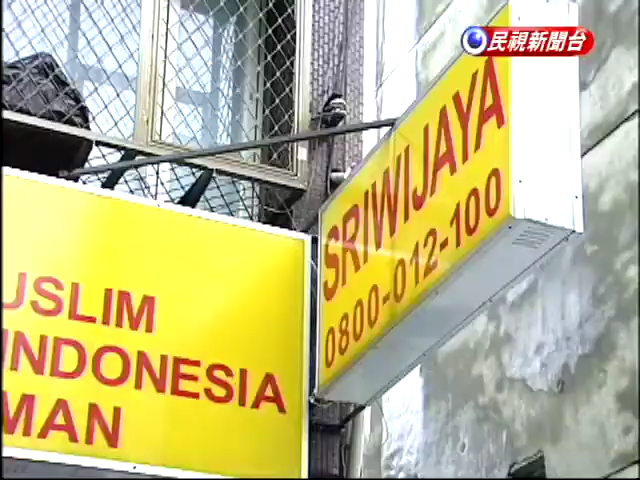 民視新聞台
SRIWIJAYA
0800-012-100
USLIM
INDONESIA
MAN